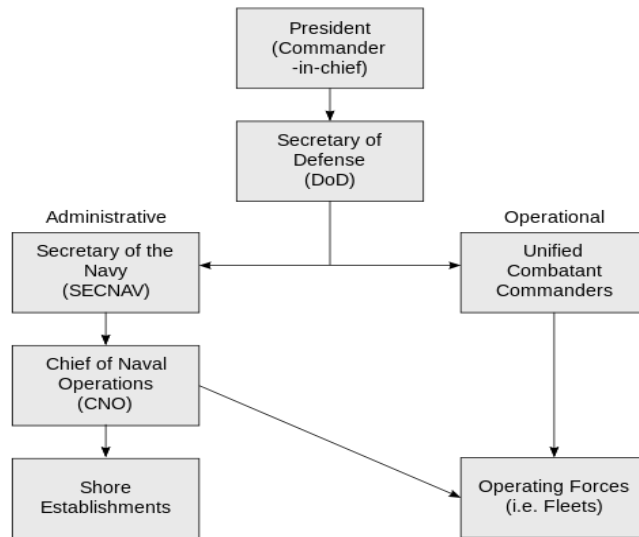 President
(Commander
-in-chief)
Secretary of
Defense
(DoD)
Administrative
Operational
Secretary of the
Navy
(SECNAV)
Unified
Combatant
Commanders
Chief of Naval
Operations
(CNO)
Shore
Establishments
Operating Forces
(i.e. Fleets)